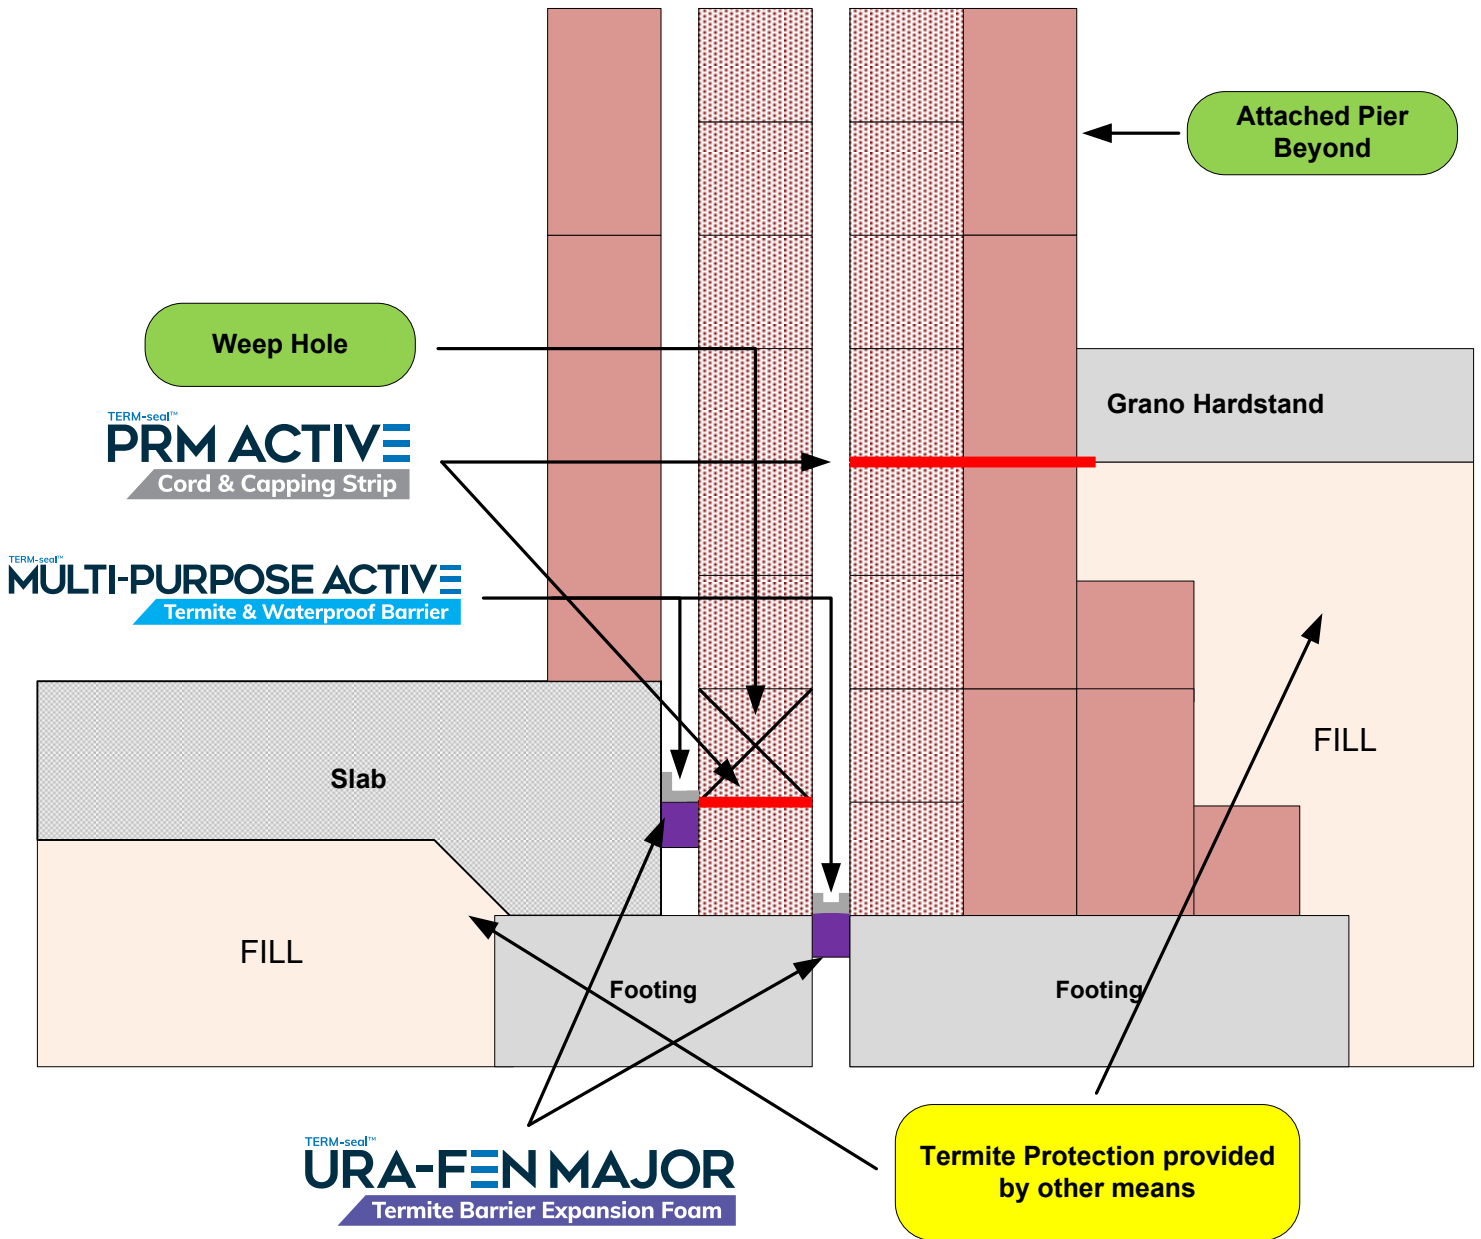 Attached Pier
Beyond
Weep Hole
Grano Hardstand
TERM-seal™
PRM ACTIVE
Cord & Capping Strip
TERM-seal™
MULTI-PURPOSE ACTIVE
Termite & Waterproof Barrier
FILL
Slab
FILL
Footing
Footing
TERM-seal™
URA-FEN MAJOR
Termite Barrier Expansion Foam
Termite Protection provided
by other means